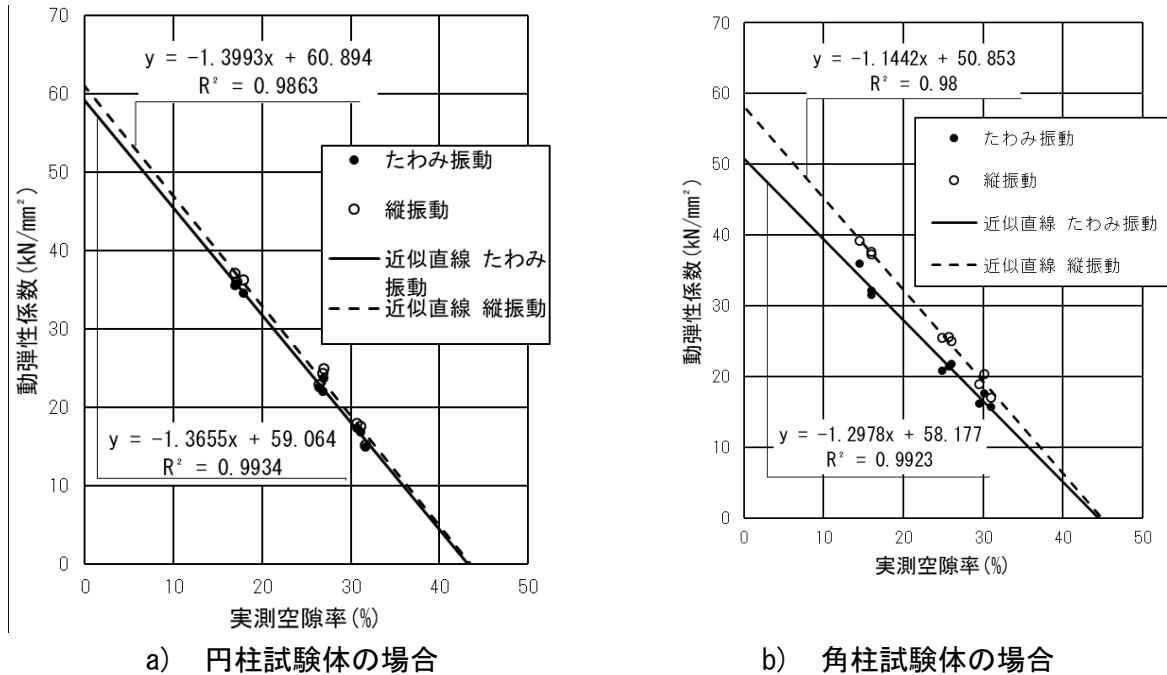 70
60
50
40
30
20
10
0
動弾性係数(kN/mm²)
y = -1.3993x + 60.894
R² = 0.9863
たわみ振動
縦振動
近似直線 たわみ
振動
近似直線 縦振動
y = -1.3655x + 59.064
R² = 0.9934
0 10 20 30 40 50
実測空隙率(%)
a) 円柱試験体の場合
70
60
50
40
30
20
10
0
動弾性係数(kN/mm²)
y = -1.1442x + 50.853
R² = 0.98
たわみ振動
縦振動
近似直線 たわみ振動
近似直線 縦振動
y = -1.2978x + 58.177
R² = 0.9923
0 10 20 30 40 50
実測空隙率(%)
b) 角柱試験体の場合